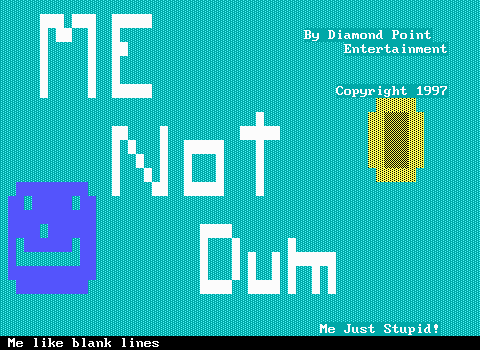 ME
By Diamond Point
Entertainment
Copyright 1997
Not
Dum
Me Just Stupid!
Me like blank lines